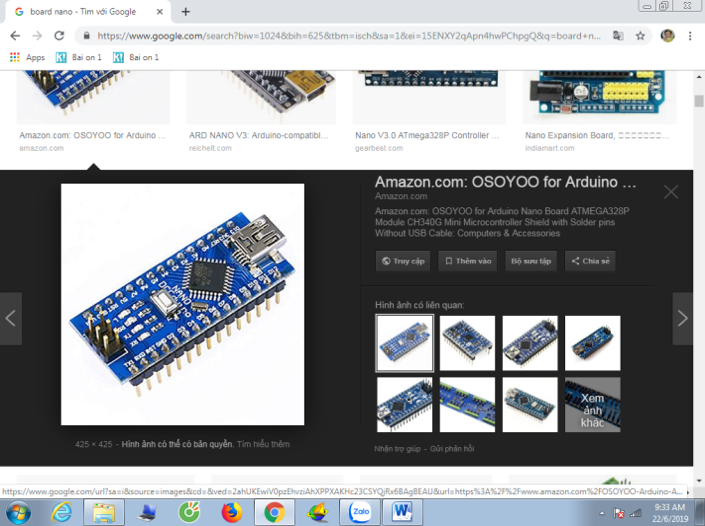 board nano - Tìm với Google
https://www.google.com/search?biw=1024&bih=625&tbm=isch&sa=1&ei=15ENXY2qApn4hwPChpgQ&q=board+n...
Apps
Bai on 1
Bai on 1
Amazon.com: OSOYOO for Arduino ...
amazon.com
ARD NANO V3: Arduino-compatibl...
reichelt.com
Nano V3.0 ATmega328P Controller ...
gearbest.com
Nano Expansion Board, □□□□□□□...
indiamart.com
Amazon.com: OSOYOO for Arduino ...
Amazon.com
Amazon.com: OSOYOO for Arduino Nano Board ATMEGA328P
Module CH340G Mini Microcontroller Shield with Solder pins
Without USB Cable: Computers & Accessories
Truy cập
Thêm vào
Bộ sưu tập
Chia sẻ
Hình ảnh có liên quan:
NANO
ARDUINO
Xem
ảnh
khác
425 × 425 - Hình ảnh có thể có bản quyền. Tìm hiểu thêm
Nhận trợ giúp - Gửi phản hồi
https://www.google.com/url?sa=i&source=images&cd=&ved=2ahUKEwiV0pzEhvziAhXPPXAKHc23CSYQjRx6BAgBEAU&url=https%3A%2F%2Fwww.amazon.com%2FOSOYOO-Arduino-A...
Zalo
9:33 AM
22/6/2019